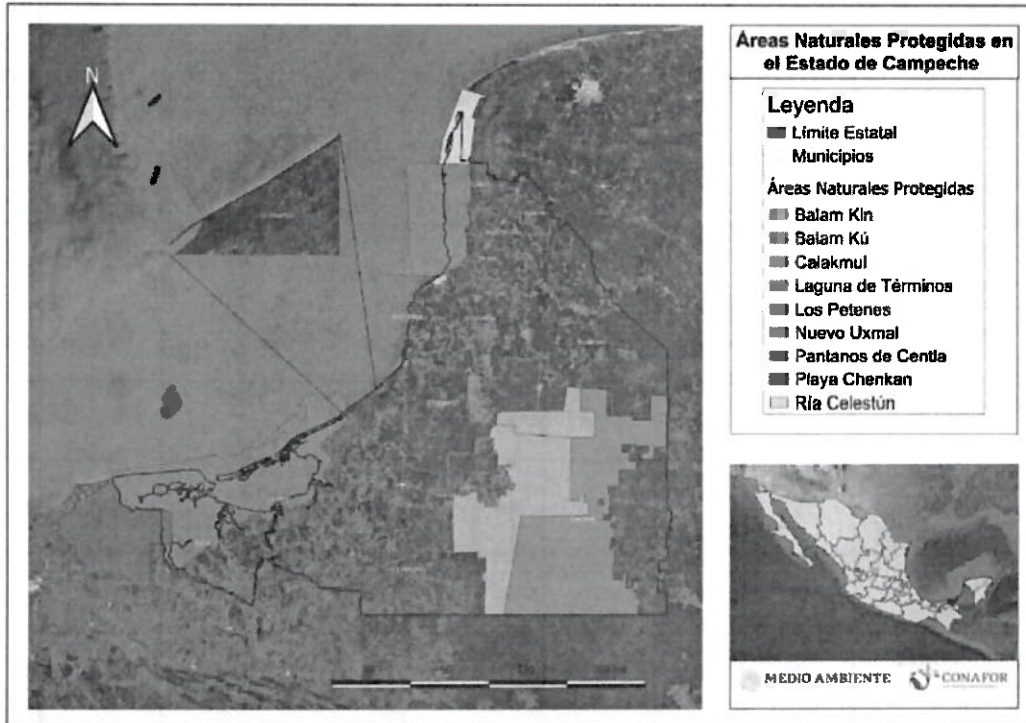 N
Áreas Naturales Protegidas en
el Estado de Campeche
Leyenda
Límite Estatal
Municipios
Áreas Naturales Protegidas
Balam Kin
Balam Kú
Calakmul
Laguna de Términos
Los Petenes
Nuevo Uxmal
Pantanos de Centla
Playa Chenkan
Ría Celestún
MEDIO AMBIENTE
CONAFOR